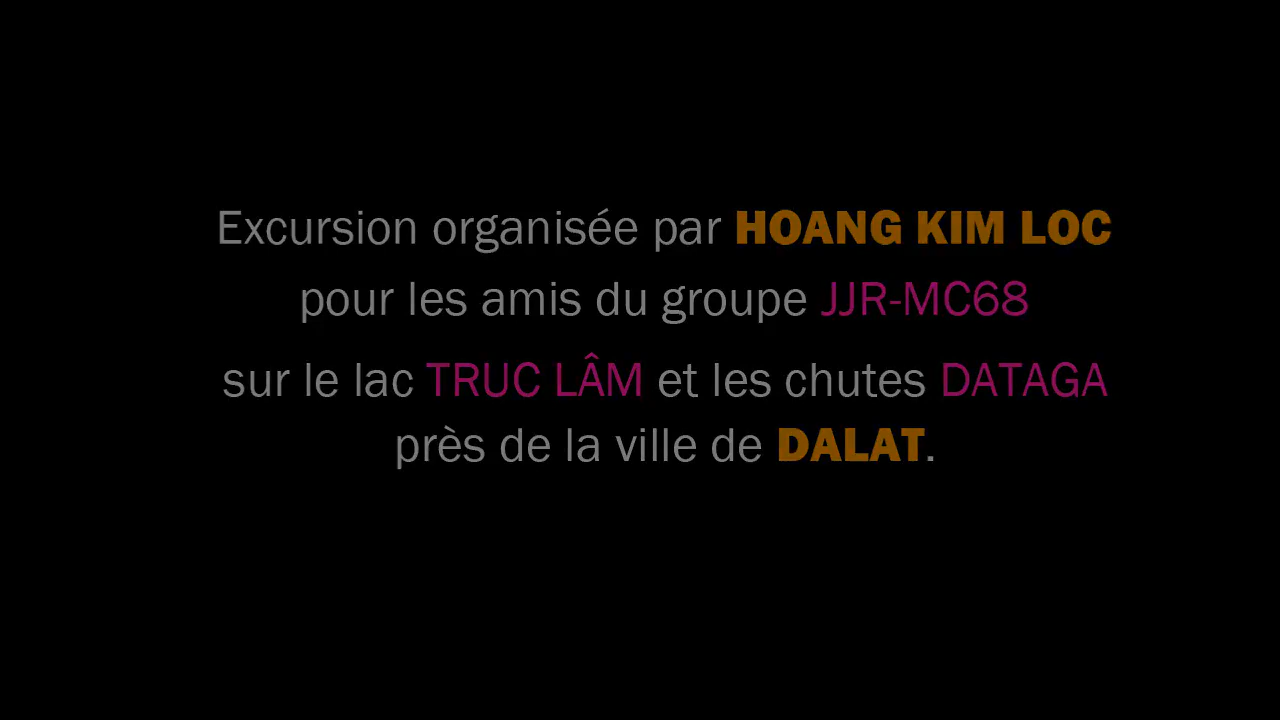 Excursion organisée par HOANG KIM LOC
pour les amis du groupe JJR-MC68
sur le lac TRUC LÂM et les chutes DATAGA
près de la ville de DALAT.